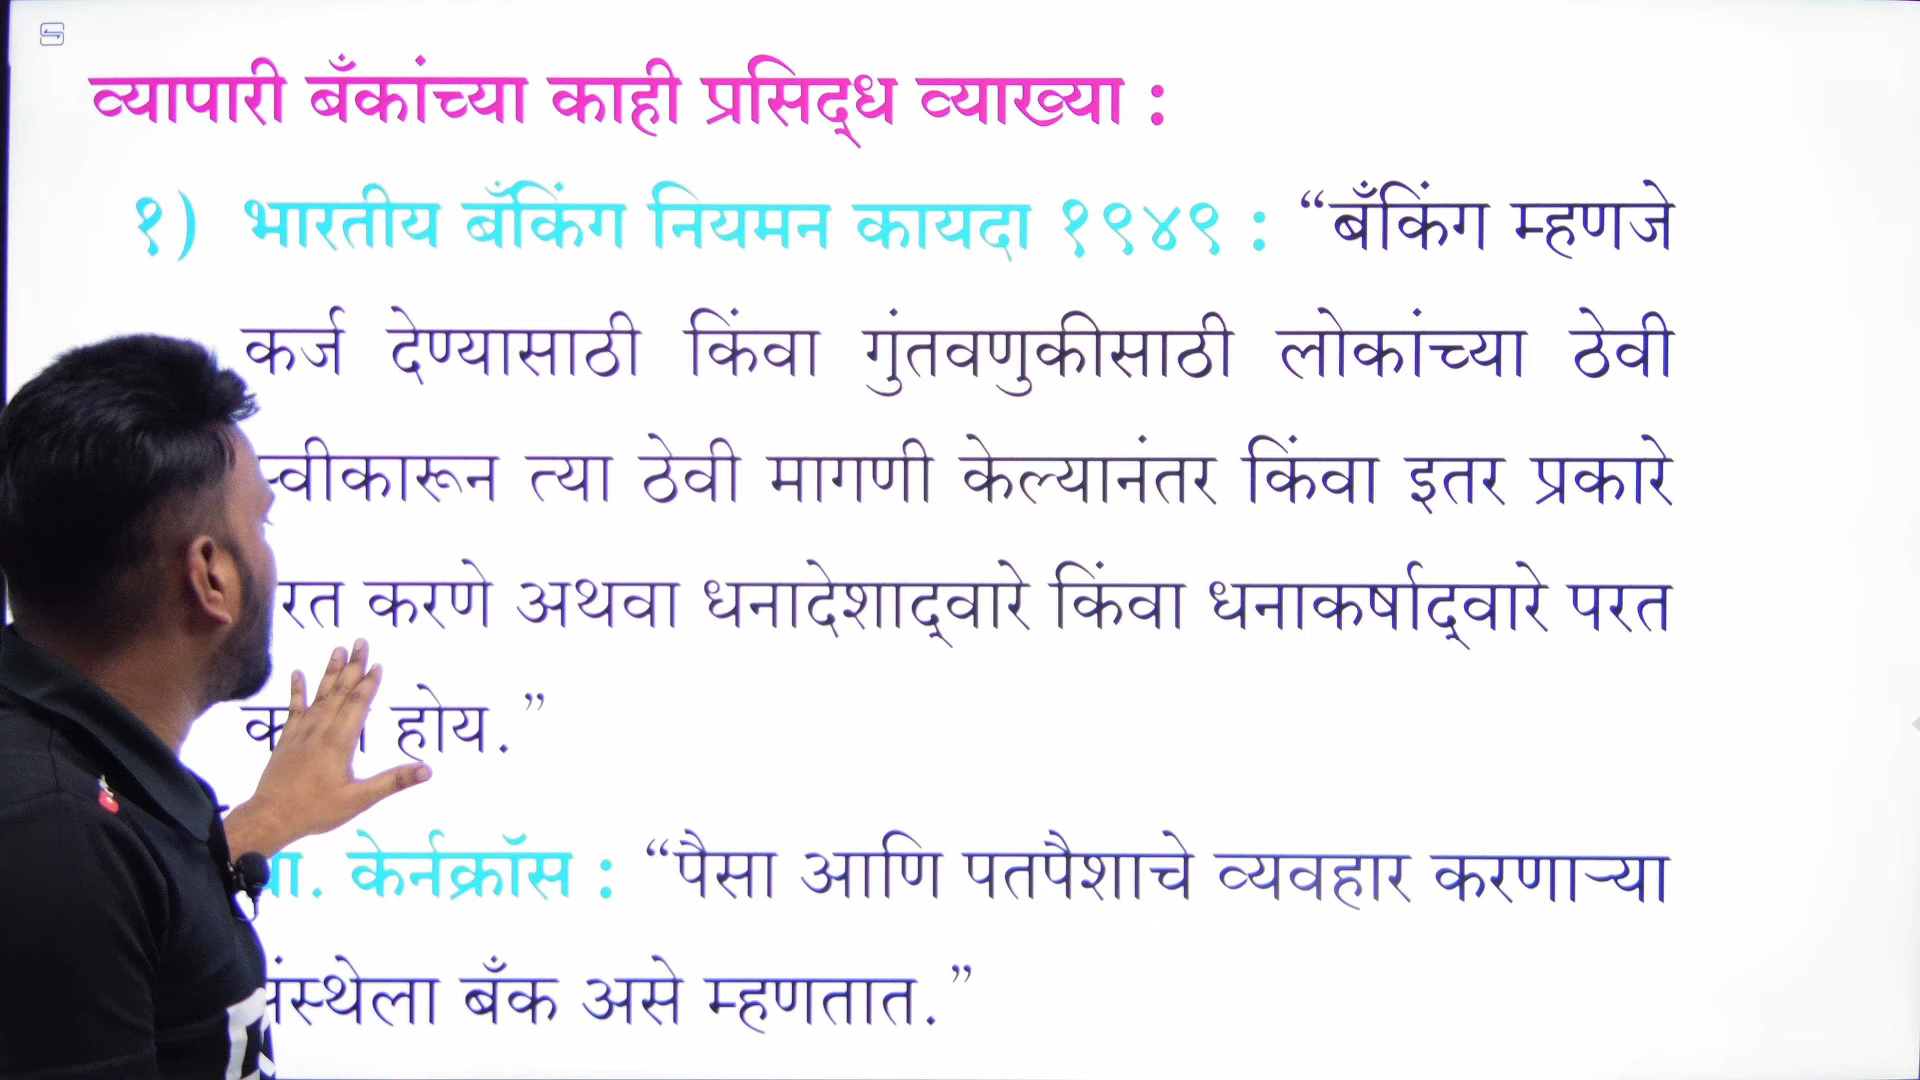 व्यापारी बँकांच्या काही प्रसिद्ध व्याख्या :
१) भारतीय बँकिंग नियमन कायदा १९४९ : “बँकिंग म्हणजे
कर्ज देण्यासाठी किंवा गुंतवणुकीसाठी लोकांच्या ठेवी
स्वीकारून त्या ठेवी मागणी केल्यानंतर किंवा इतर प्रकारे
करणे अथवा धनादेशाद्वारे किंवा धनाकर्षाद्वारे परत
होय.”
केर्नक्रॉस : “पैसा आणि पतपैशाचे व्यवहार करणाऱ्या
संस्थेला बँक असे म्हणतात.”